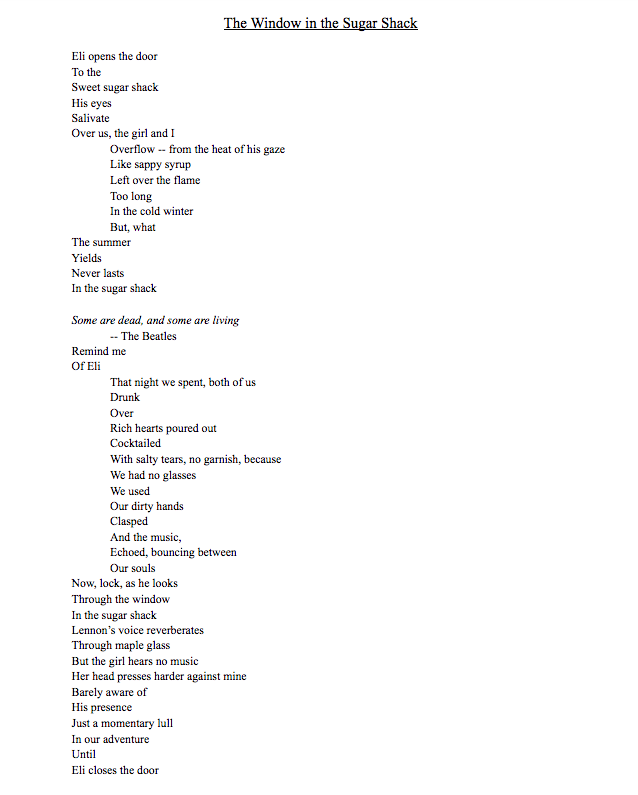 The Window in the Sugar Shack
Eli opens the door
To the
Sweet sugar shack
His eyes
Salivate
Over us, the girl and I
Overflow -- from the heat of his gaze
Like sappy syrup
Left over the flame
Too long
In the cold winter
But, what
The summer
Yields
Never lasts
In the sugar shack
Some are dead, and some are living
-- The Beatles
Remind me
Of Eli
That night we spent, both of us
Drunk
Over
Rich hearts poured out
Cocktailed
With salty tears, no garnish, because
We had no glasses
We used
Our dirty hands
Clasped
And the music,
Echoed, bouncing between
Our souls
Now, lock, as he looks
Through the window
In the sugar shack
Lennon's voice reverberates
Through maple glass
But the girl hears no music
Her head presses harder against mine
Barely aware of
His presence
Just a momentary lull
In our adventure
Until
Eli closes the door